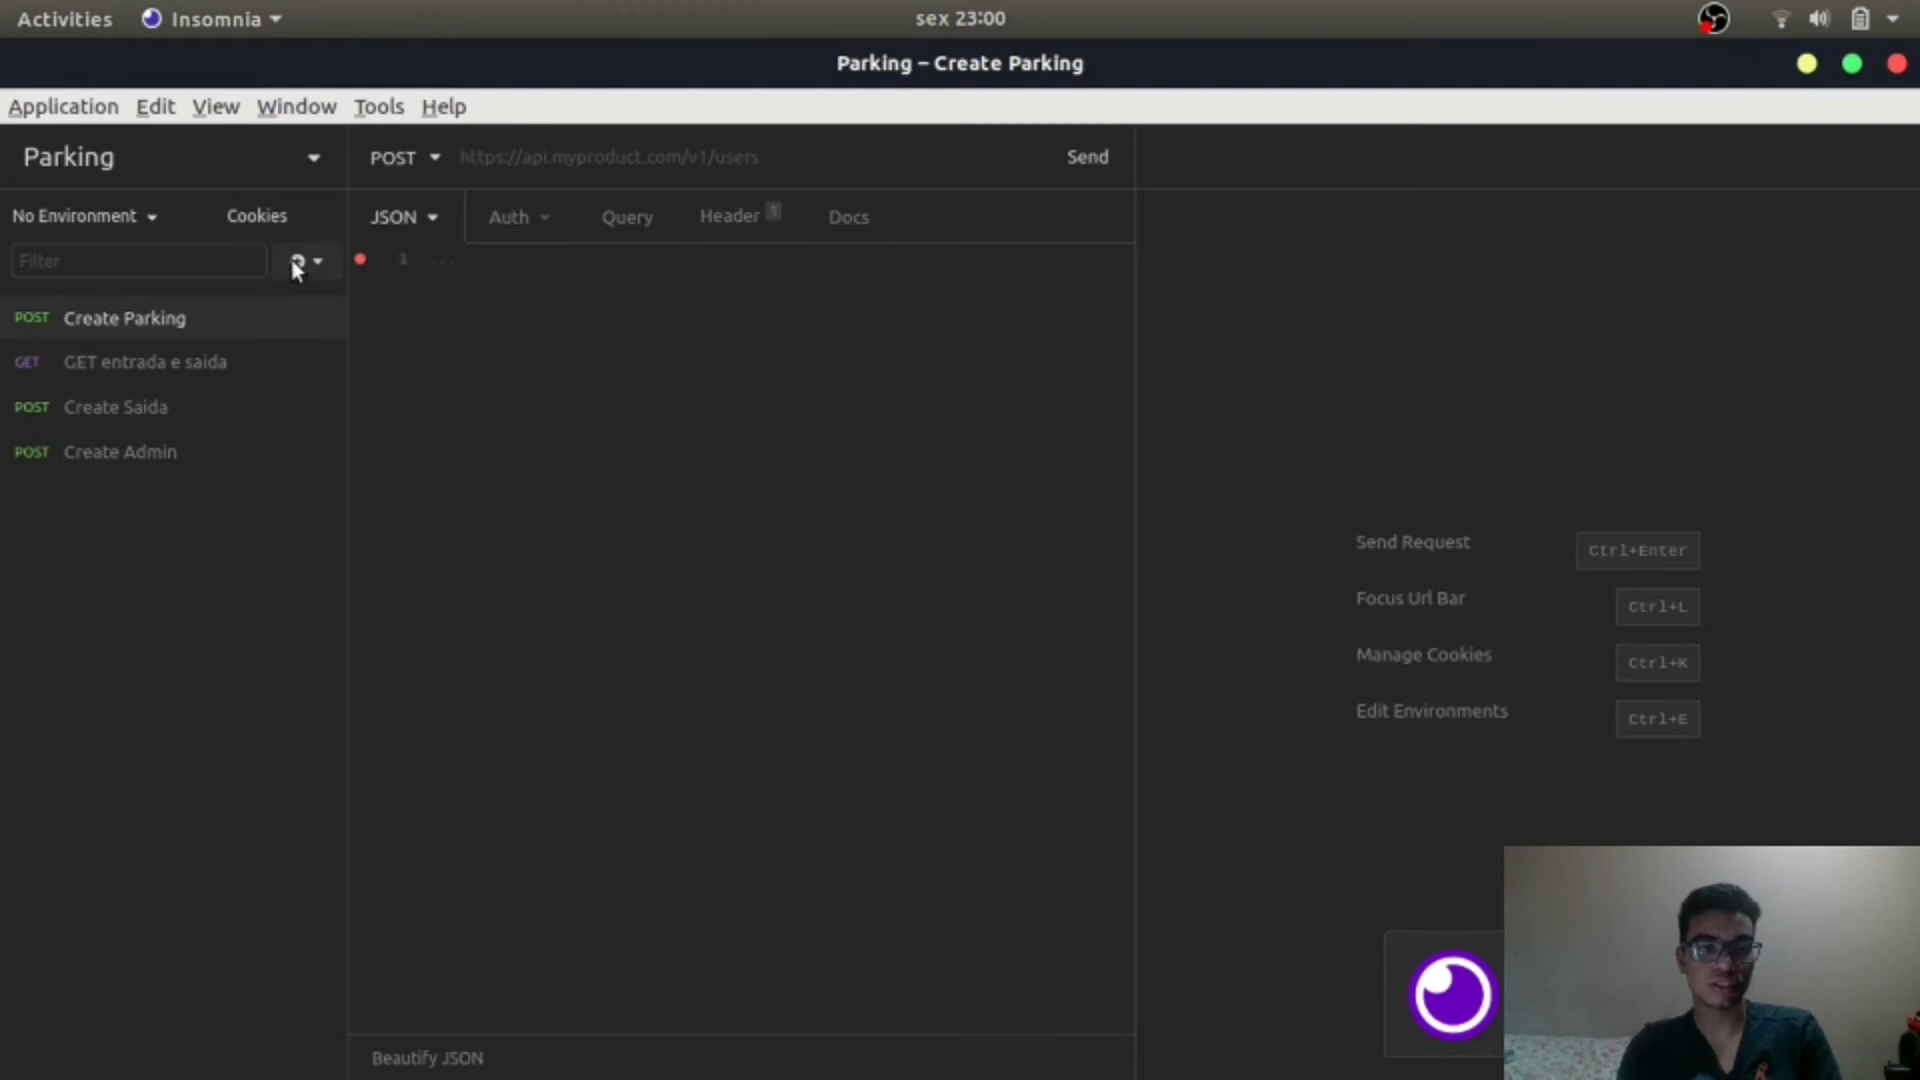 Activities Insomnia sex 23:00
Parking – Create Parking
Application Edit View Window Tools Help
Parking POST https://api.myproduct.com/v1/users Send
No Environment Cookies JSON Auth Query Header 1 Docs
Filter 1 ...
POST Create Parking
GET GET entrada e saida
POST Create Saida
POST Create Admin
Send Request Ctrl+Enter
Focus Url Bar Ctrl+L
Manage Cookies Ctrl+K
Edit Environments Ctrl+E
Beautify JSON